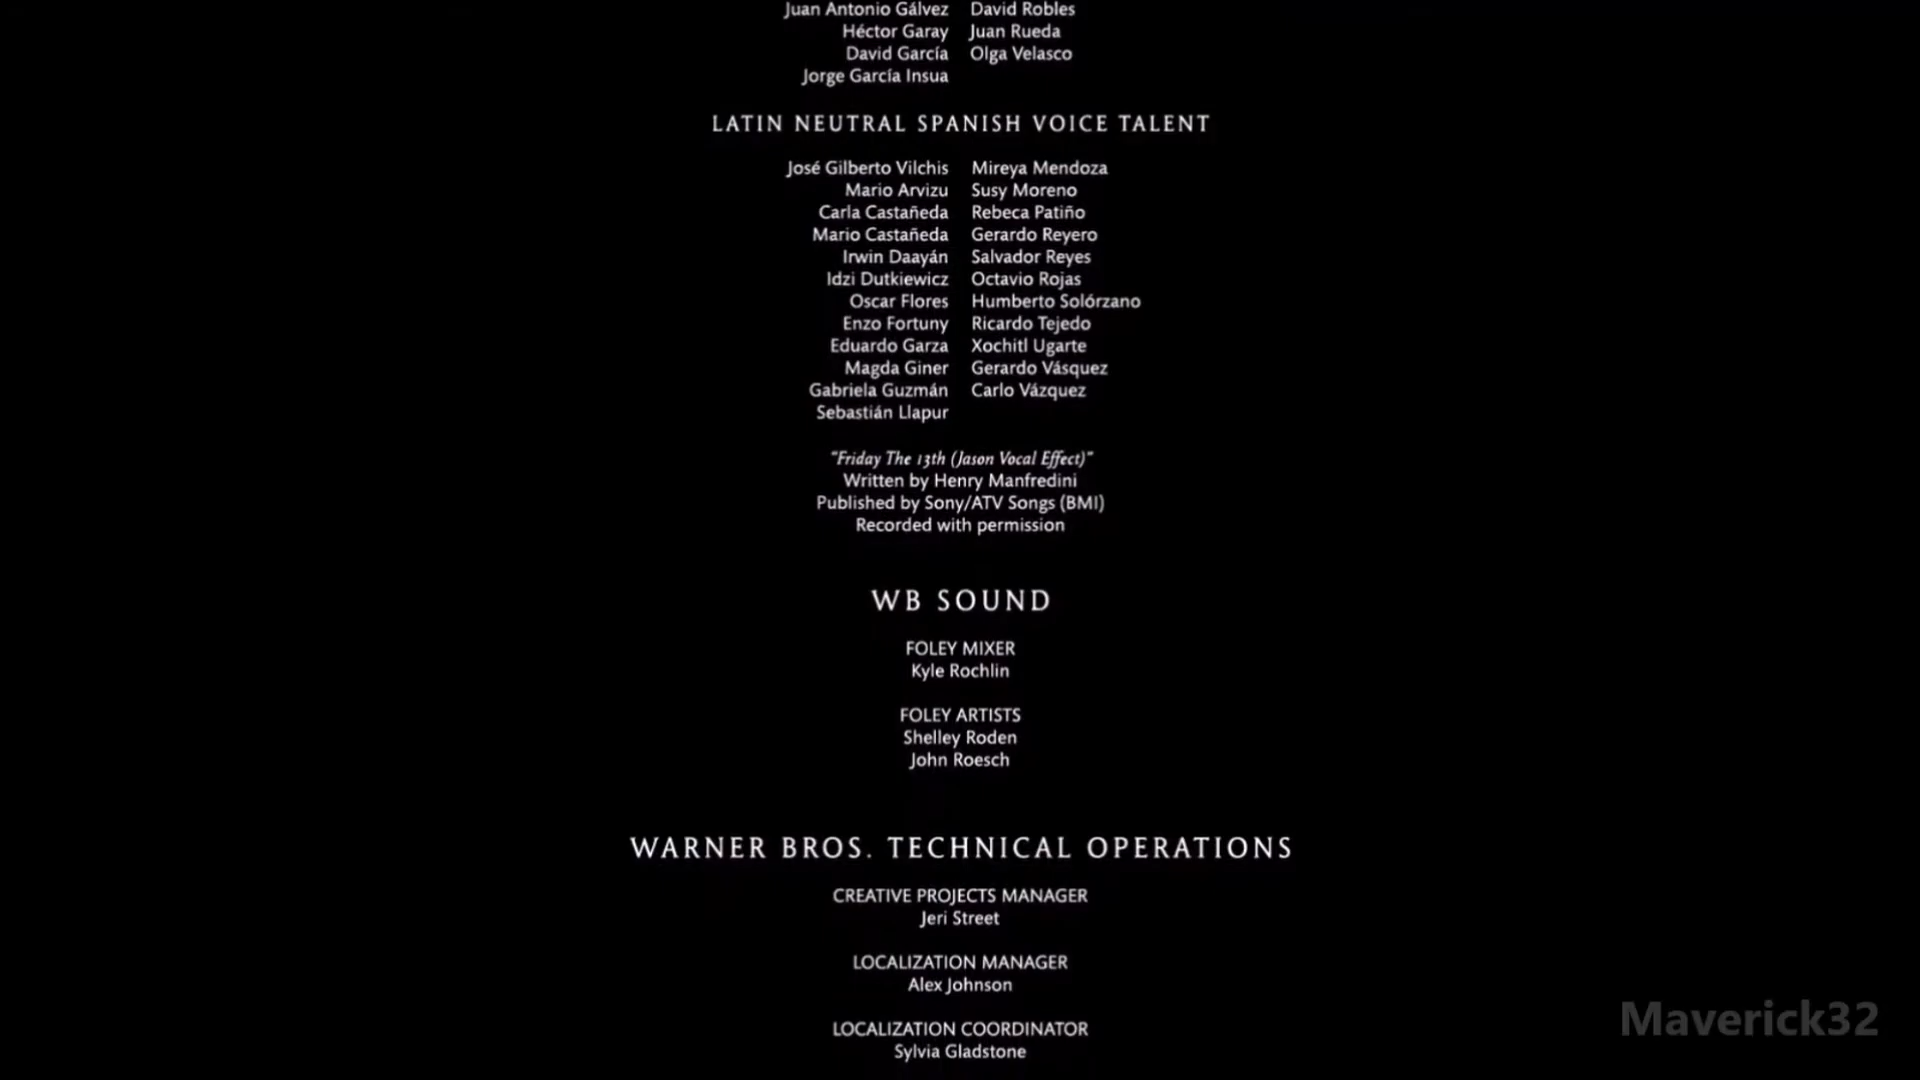 Juan Antonio Gálvez David Robles
Héctor Garay Juan Rueda
David García Olga Velasco
Jorge García Insua
LATIN NEUTRAL SPANISH VOICE TALENT
José Gilberto Vilchis Mireya Mendoza
Mario Arvizu Susy Moreno
Carla Castañeda Rebeca Patiño
Mario Castañeda Gerardo Reyero
Irwin Daayán Salvador Reyes
Idzi Dutkiewicz Octavio Rojas
Oscar Flores Humberto Solórzano
Enzo Fortuny Ricardo Tejedo
Eduardo Garza Xochitl Ugarte
Magda Giner Gerardo Vásquez
Gabriela Guzmán Carlo Vázquez
Sebastián Llapur
"Friday The 13th (Jason Vocal Effect)"
Written by Henry Manfredini
Published by Sony/ATV Songs (BMI)
Recorded with permission
WB SOUND
FOLEY MIXER
Kyle Rochlin
FOLEY ARTISTS
Shelley Roden
John Roesch
WARNER BROS. TECHNICAL OPERATIONS
CREATIVE PROJECTS MANAGER
Jeri Street
LOCALIZATION MANAGER
Alex Johnson
LOCALIZATION COORDINATOR
Sylvia Gladstone
Maverick32